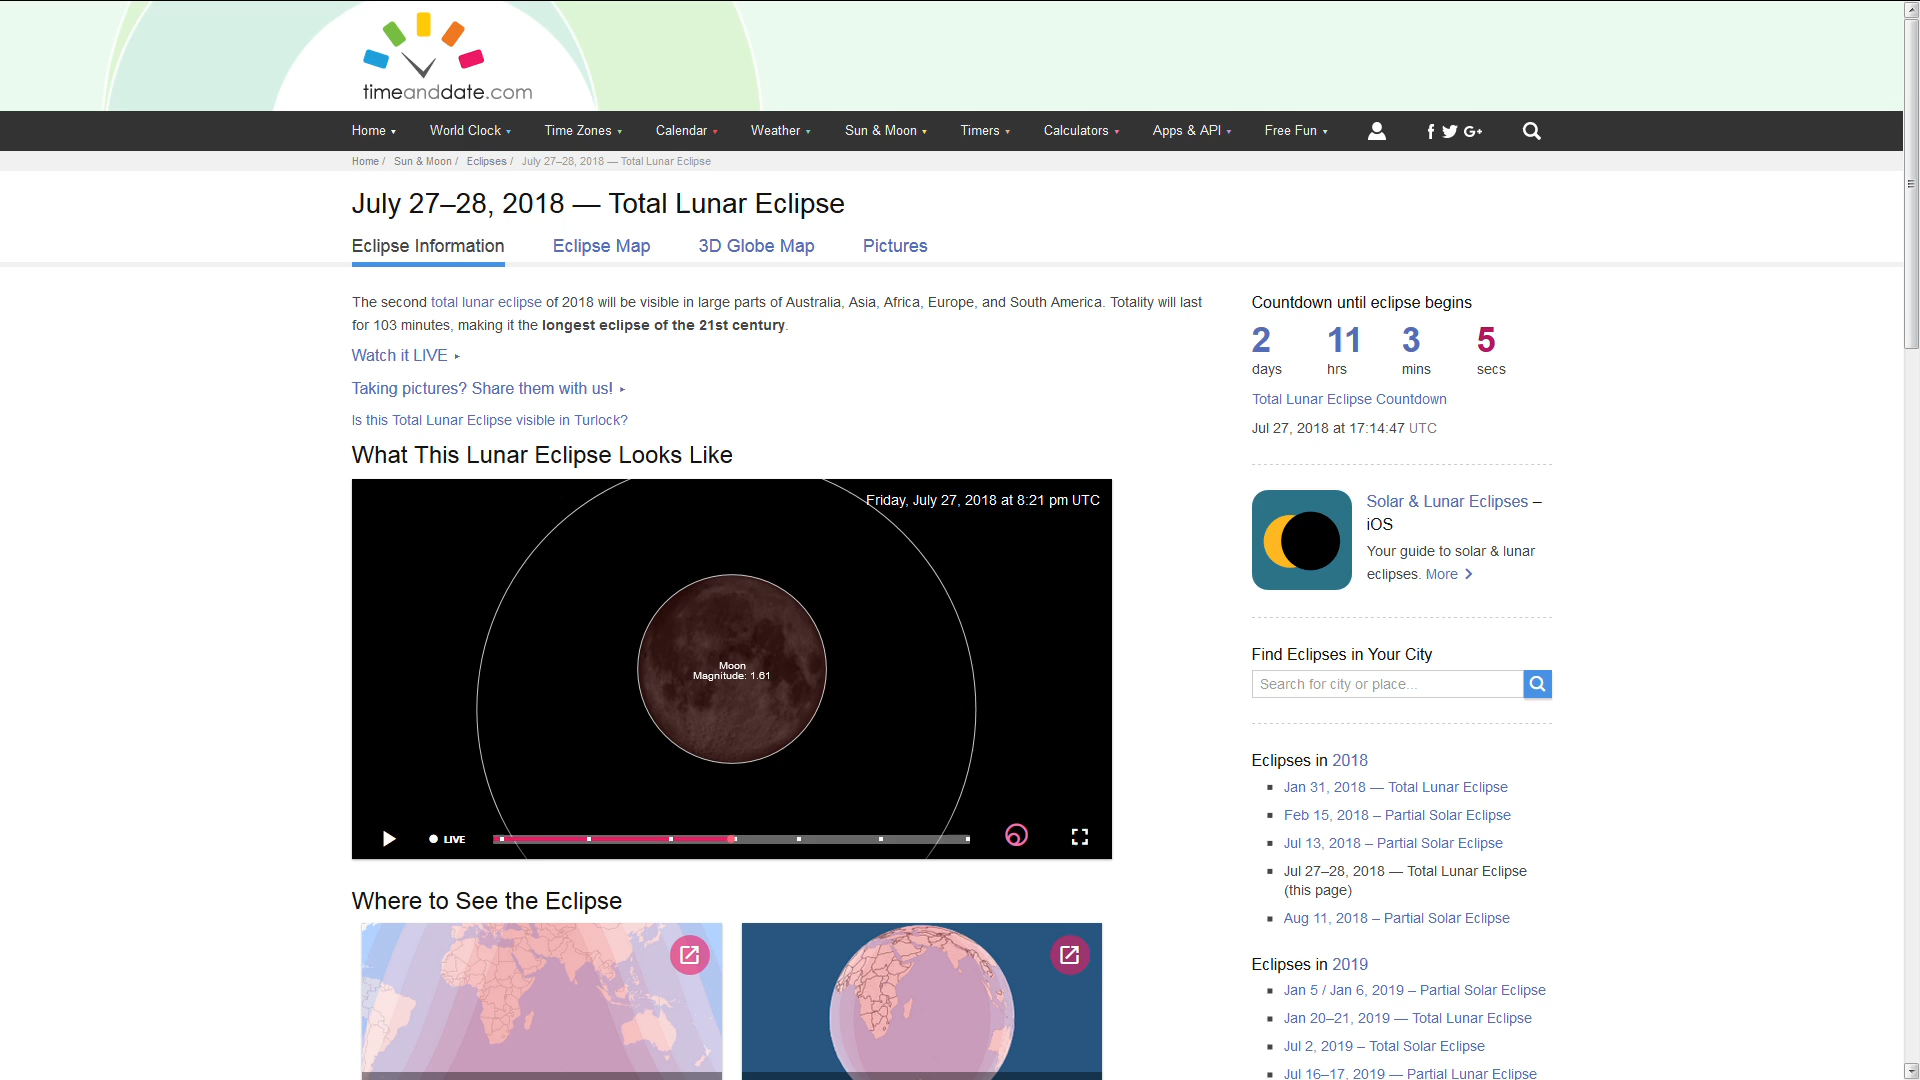 timeanddate.com
Home World Clock Time Zones Calendar Weather Sun & Moon Timers Calculators Apps & API Free Fun
Home / Sun & Moon / Eclipses / July 27–28, 2018 — Total Lunar Eclipse
July 27–28, 2018 — Total Lunar Eclipse
Eclipse Information Eclipse Map 3D Globe Map Pictures
The second total lunar eclipse of 2018 will be visible in large parts of Australia, Asia, Africa, Europe, and South America. Totality will last
for 103 minutes, making it the longest eclipse of the 21st century.
Watch it LIVE
Taking pictures? Share them with us!
Is this Total Lunar Eclipse visible in Turlock?
What This Lunar Eclipse Looks Like
Friday, July 27, 2018 at 8:21 pm UTC
Moon
Magnitude: 1.61
LIVE
Where to See the Eclipse
Countdown until eclipse begins
2 11 3 5
days hrs mins secs
Total Lunar Eclipse Countdown
Jul 27, 2018 at 17:14:47 UTC
Solar & Lunar Eclipses –
iOS
Your guide to solar & lunar
eclipses. More
Find Eclipses in Your City
Search for city or place...
Eclipses in 2018
Jan 31, 2018 — Total Lunar Eclipse
Feb 15, 2018 – Partial Solar Eclipse
Jul 13, 2018 – Partial Solar Eclipse
Jul 27–28, 2018 — Total Lunar Eclipse
(this page)
Aug 11, 2018 – Partial Solar Eclipse
Eclipses in 2019
Jan 5 / Jan 6, 2019 – Partial Solar Eclipse
Jan 20–21, 2019 — Total Lunar Eclipse
Jul 2, 2019 – Total Solar Eclipse
Jul 16–17, 2019 — Partial Lunar Eclipse